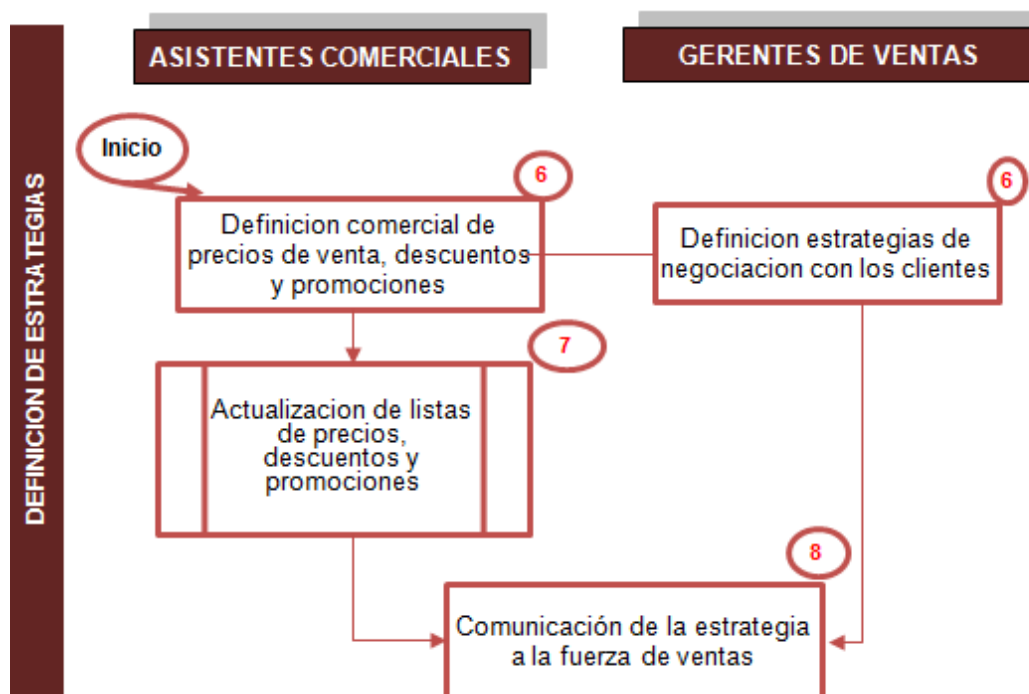 ASISTENTES COMERCIALES
GERENTES DE VENTAS
DEFINICION DE ESTRATEGIAS
Inicio
6
Definicion comercial de
precios de venta, descuentos
y promociones
6
Definicion estrategias de
negociacion con los clientes
7
Actualizacion de listas
de precios,
descuentos y
promociones
8
Comunicación de la estrategia
a la fuerza de ventas